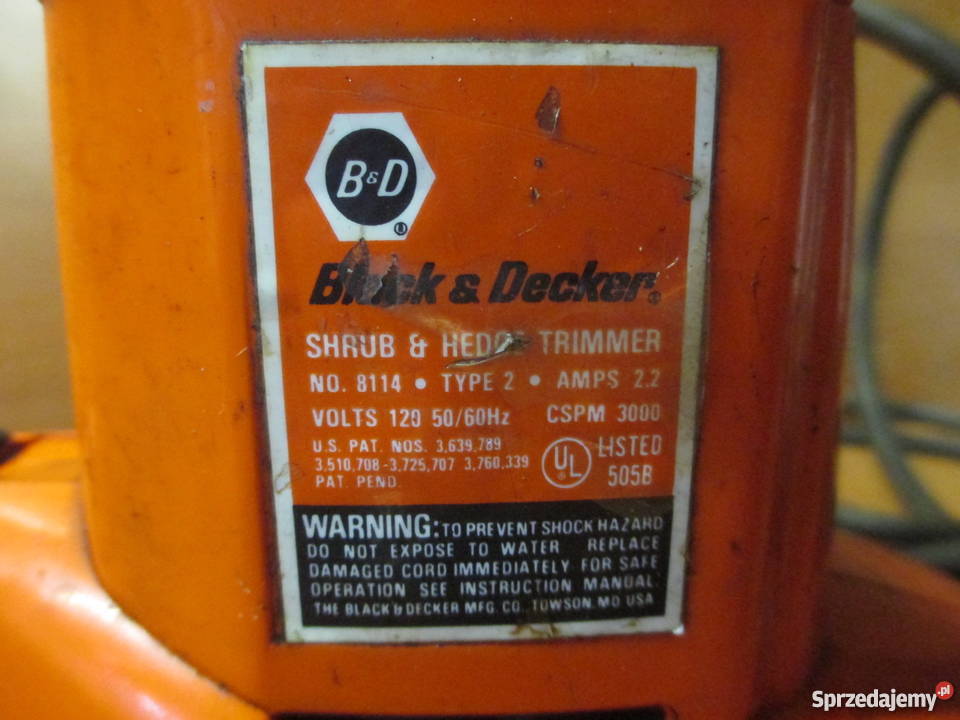 B&D
Black & Decker®
SHRUB & HEDGE TRIMMER
NO. 8114 • TYPE 2 • AMPS 2.2
VOLTS 120 50/60Hz CSPM 3000
U.S. PAT. NOS. 3,639,789
3,510,708-3,725,707 3,760,339
PAT. PEND.
UL
LISTED
505B
WARNING: TO PREVENT SHOCK HAZARD
DO NOT EXPOSE TO WATER REPLACE
DAMAGED CORD IMMEDIATELY FOR SAFE
OPERATION SEE INSTRUCTION MANUAL.
THE BLACK & DECKER MFG. CO., TOWSON, MD USA
Sprzedajemy.pl